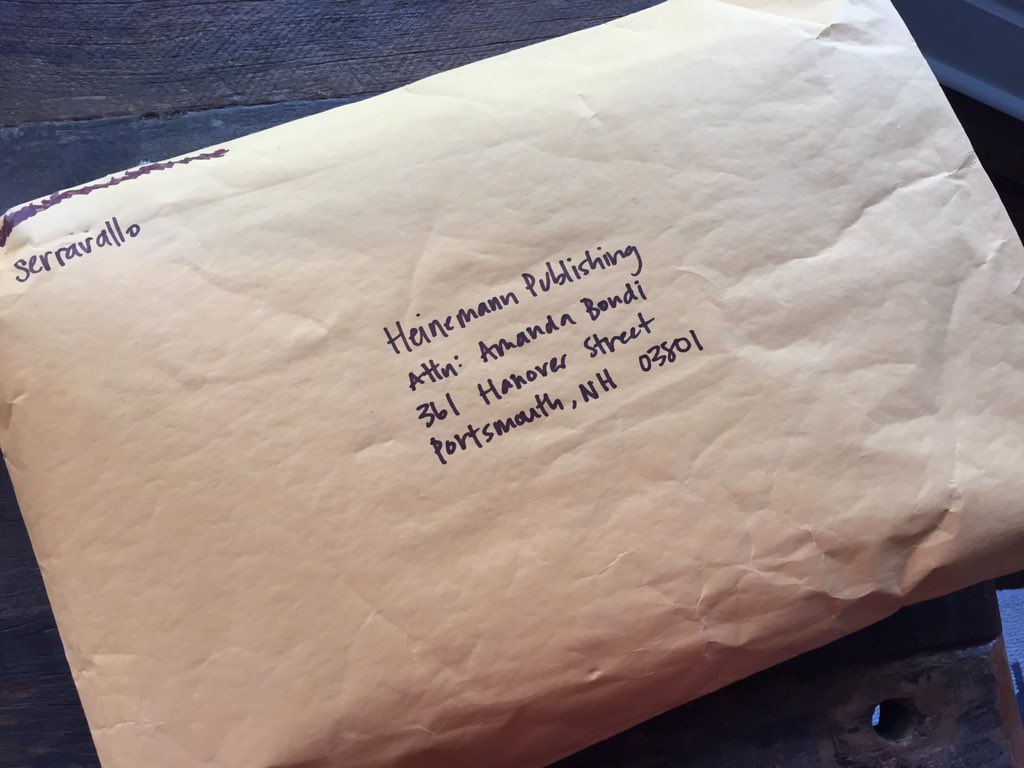 serravallo
Heinemann Publishing
Attn: Amanda Bondi
361 Hanover Street
Portsmouth, NH 03801